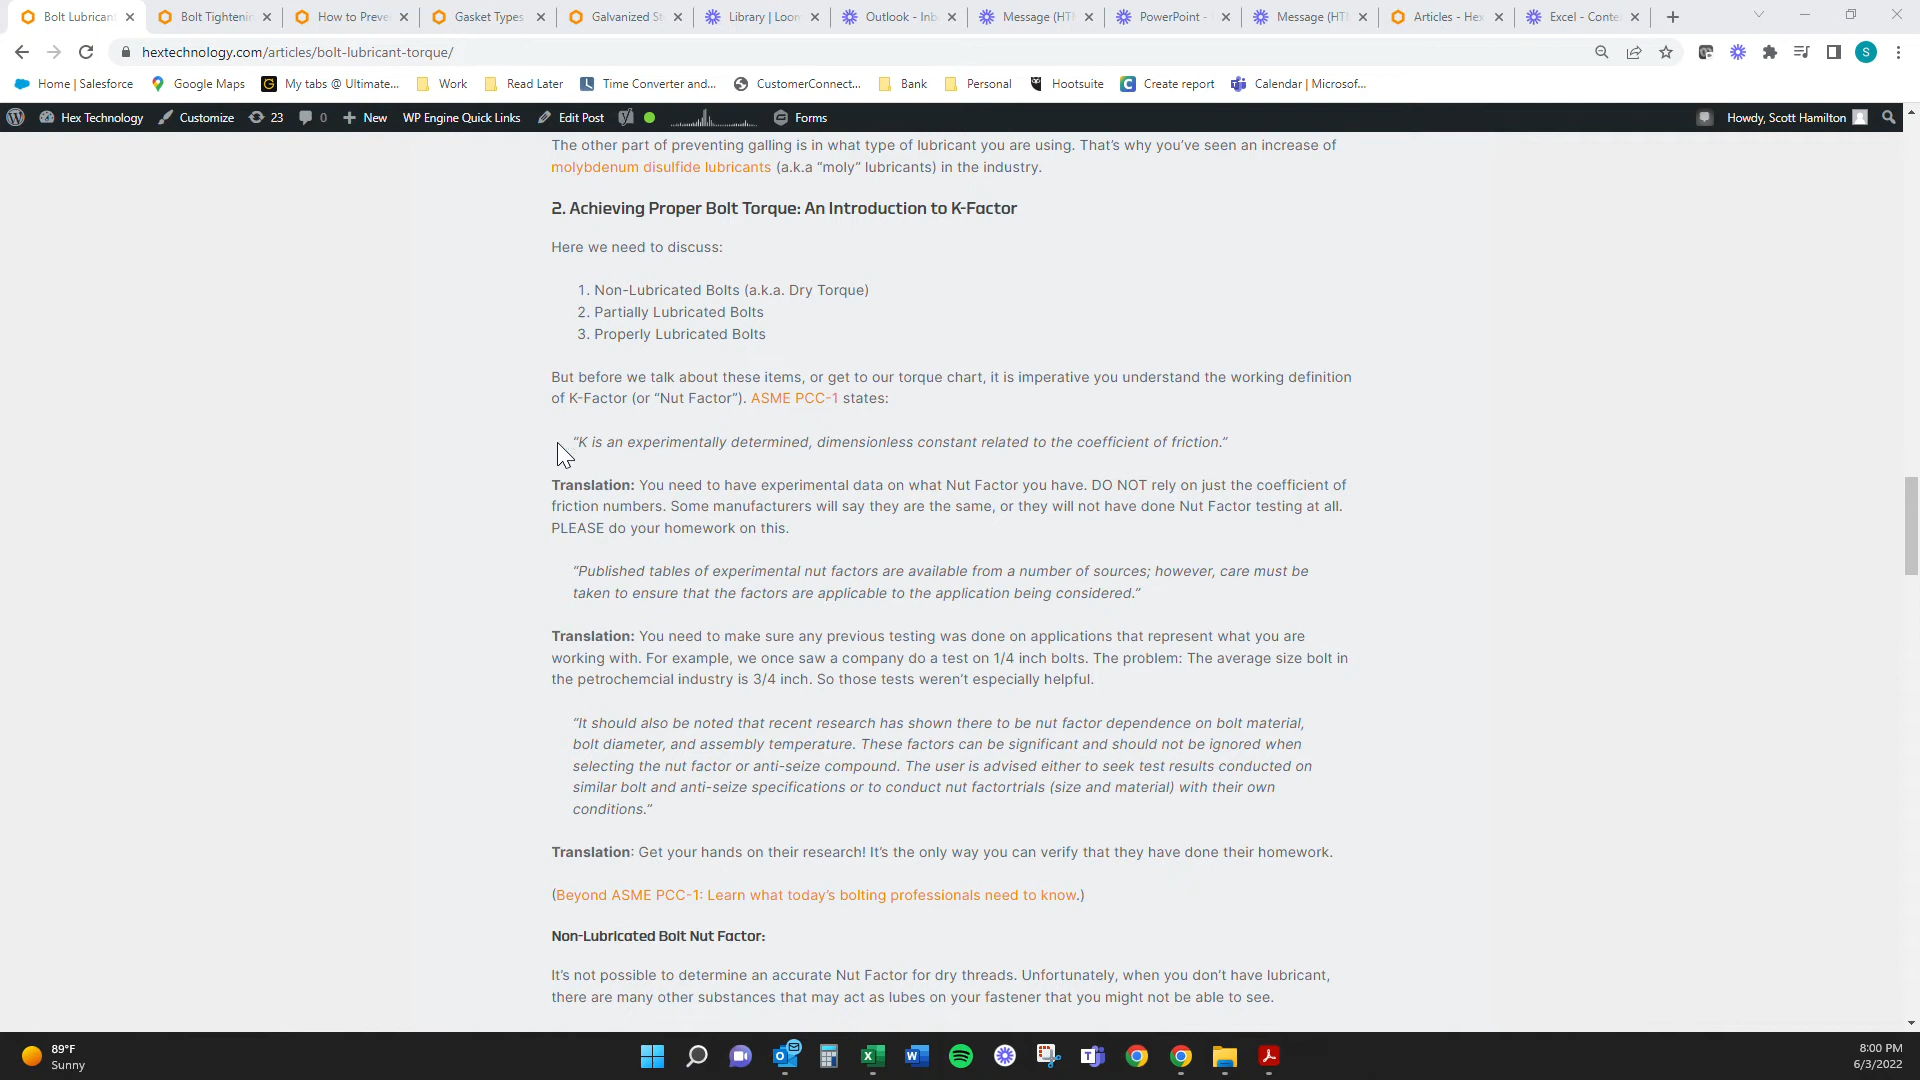 Bolt Lubricant
Bolt Tightenin
How to Preve
Gasket Types
Galvanized St
Library | Loom
Outlook - Inb
Message (HT
PowerPoint -
Message (HT
Articles - Hex
Excel - Conte
hextechnology.com/articles/bolt-lubricant-torque/
S
Home | Salesforce
Google Maps
My tabs @ Ultimate...
Work
Read Later
Time Converter and...
CustomerConnect...
Bank
Personal
Hootsuite
Create report
Calendar | Microsof...
Hex Technology
Customize
23
0
New
WP Engine Quick Links
Edit Post
Forms
Howdy, Scott Hamilton
The other part of preventing galling is in what type of lubricant you are using. That’s why you’ve seen an increase of
molybdenum disulfide lubricants (a.k.a “moly” lubricants) in the industry.
2. Achieving Proper Bolt Torque: An Introduction to K-Factor
Here we need to discuss:
1. Non-Lubricated Bolts (a.k.a. Dry Torque)
2. Partially Lubricated Bolts
3. Properly Lubricated Bolts
But before we talk about these items, or get to our torque chart, it is imperative you understand the working definition
of K-Factor (or “Nut Factor”). ASME PCC-1 states:
“K is an experimentally determined, dimensionless constant related to the coefficient of friction.”
Translation: You need to have experimental data on what Nut Factor you have. DO NOT rely on just the coefficient of
friction numbers. Some manufacturers will say they are the same, or they will not have done Nut Factor testing at all.
PLEASE do your homework on this.
“Published tables of experimental nut factors are available from a number of sources; however, care must be
taken to ensure that the factors are applicable to the application being considered.”
Translation: You need to make sure any previous testing was done on applications that represent what you are
working with. For example, we once saw a company do a test on 1/4 inch bolts. The problem: The average size bolt in
the petrochemcial industry is 3/4 inch. So those tests weren’t especially helpful.
“It should also be noted that recent research has shown there to be nut factor dependence on bolt material,
bolt diameter, and assembly temperature. These factors can be significant and should not be ignored when
selecting the nut factor or anti-seize compound. The user is advised either to seek test results conducted on
similar bolt and anti-seize specifications or to conduct nut factortrials (size and material) with their own
conditions.”
Translation: Get your hands on their research! It’s the only way you can verify that they have done their homework.
(Beyond ASME PCC-1: Learn what today’s bolting professionals need to know.)
Non-Lubricated Bolt Nut Factor:
It’s not possible to determine an accurate Nut Factor for dry threads. Unfortunately, when you don’t have lubricant,
there are many other substances that may act as lubes on your fastener that you might not be able to see.
89°F
Sunny
8:00 PM
6/3/2022